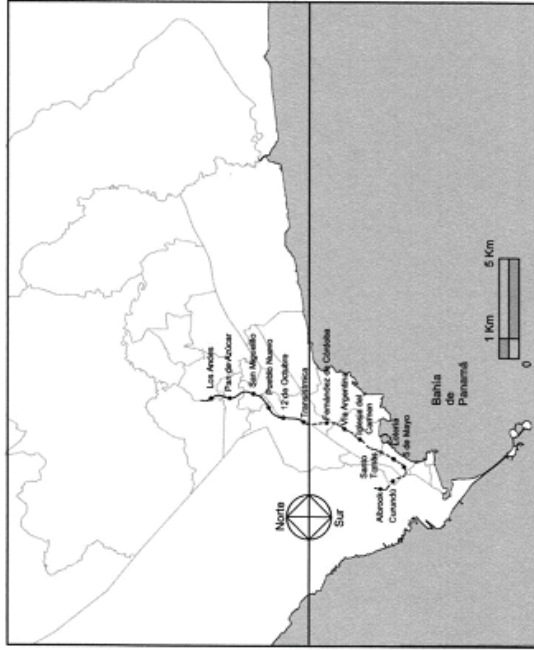 Los Andes
Pan de Azúcar
San Miguelito
Pueblo Nuevo
12 de Octubre
Transístmica
Fernández de Córdoba
Vía Argentina
Iglesia del
Carmen
Santo
Tomás
Lotería
5 de Mayo
Albrook
Curundú
Norte
Sur
Bahía
de
Panamá
0
1 Km
5 Km